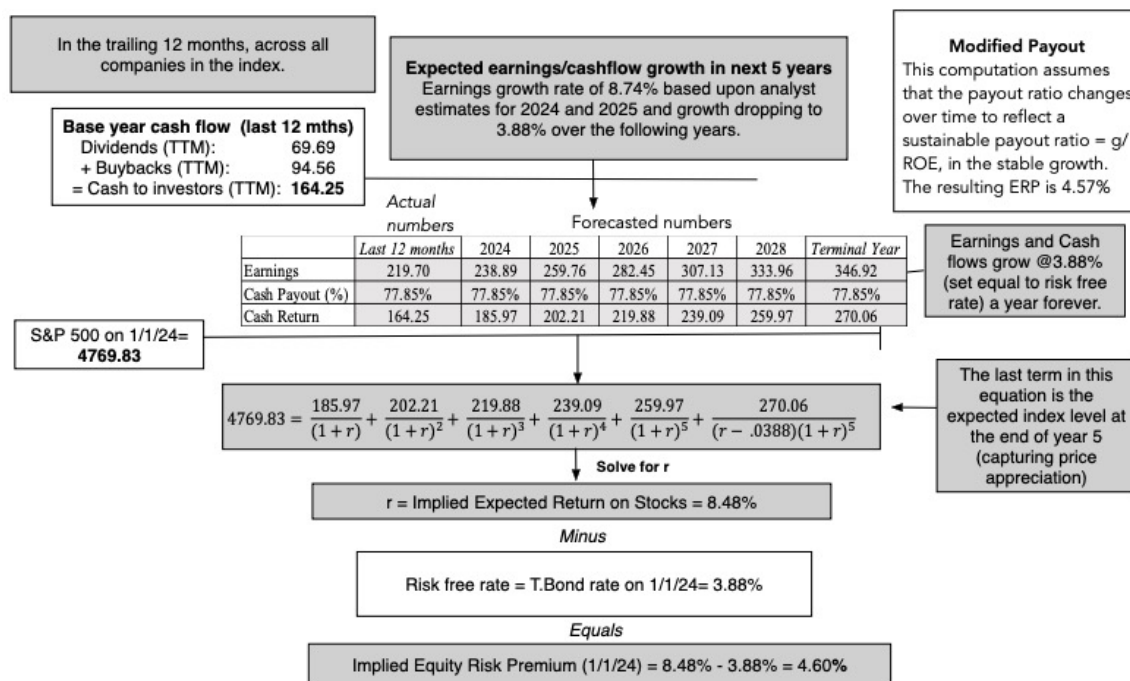 In the trailing 12 months, across all
companies in the index.
Expected earnings/cashflow growth in next 5 years
Earnings growth rate of 8.74% based upon analyst
estimates for 2024 and 2025 and growth dropping to
3.88% over the following years.
Modified Payout
This computation assumes
that the payout ratio changes
over time to reflect a
sustainable payout ratio = g/
ROE, in the stable growth.
The resulting ERP is 4.57%
Base year cash flow (last 12 mths)
Dividends (TTM): 69.69
+ Buybacks (TTM): 94.56
= Cash to investors (TTM): 164.25
Actual
numbers
Forecasted numbers
Last 12 months 2024 2025 2026 2027 2028 Terminal Year
Earnings 219.70 238.89 259.76 282.45 307.13 333.96 346.92
Cash Payout (%) 77.85% 77.85% 77.85% 77.85% 77.85% 77.85% 77.85%
Cash Return 164.25 185.97 202.21 219.88 239.09 259.97 270.06
Earnings and Cash
flows grow @3.88%
(set equal to risk free
rate) a year forever.
S&P 500 on 1/1/24=
4769.83
4769.83 = 185.97/(1 + r) + 202.21/(1 + r)^2 + 219.88/(1 + r)^3 + 239.09/(1 + r)^4 + 259.97/(1 + r)^5 + 270.06/((r − .0388)(1 + r)^5)
The last term in this
equation is the
expected index level at
the end of year 5
(capturing price
appreciation)
Solve for r
r = Implied Expected Return on Stocks = 8.48%
Minus
Risk free rate = T.Bond rate on 1/1/24= 3.88%
Equals
Implied Equity Risk Premium (1/1/24) = 8.48% - 3.88% = 4.60%